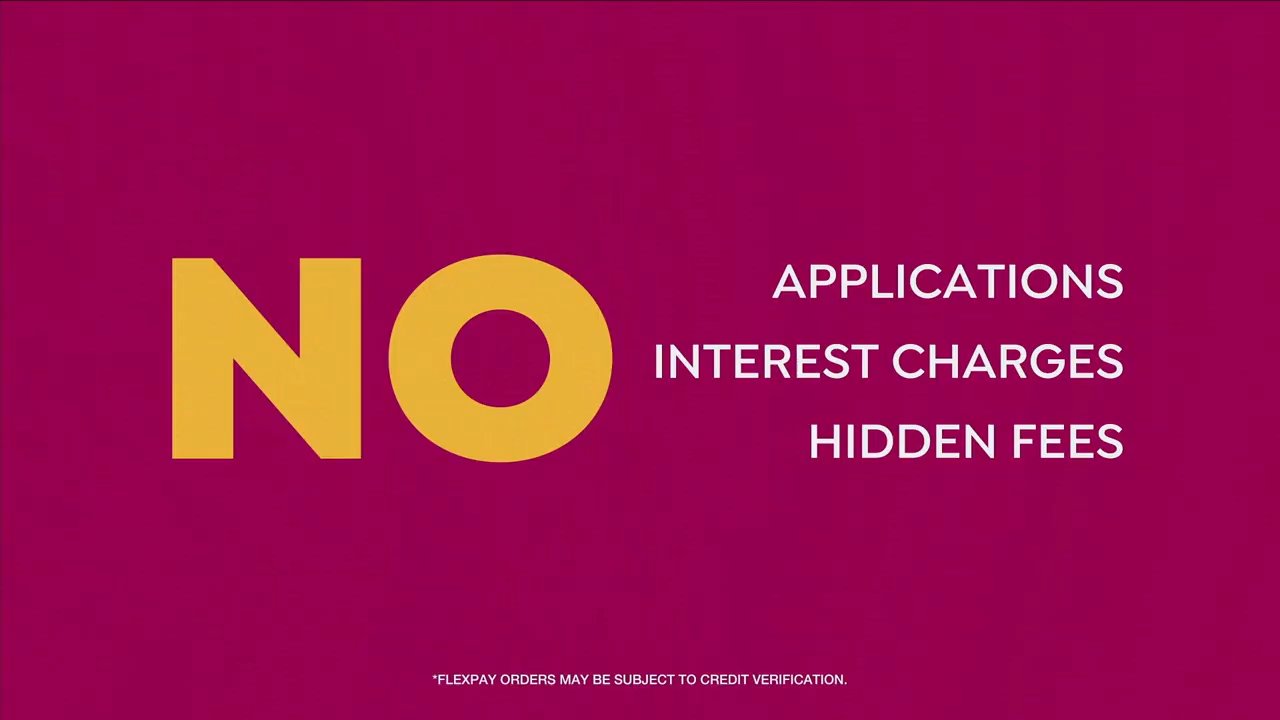 NO
APPLICATIONS
INTEREST CHARGES
HIDDEN FEES
*FLEXPAY ORDERS MAY BE SUBJECT TO CREDIT VERIFICATION.